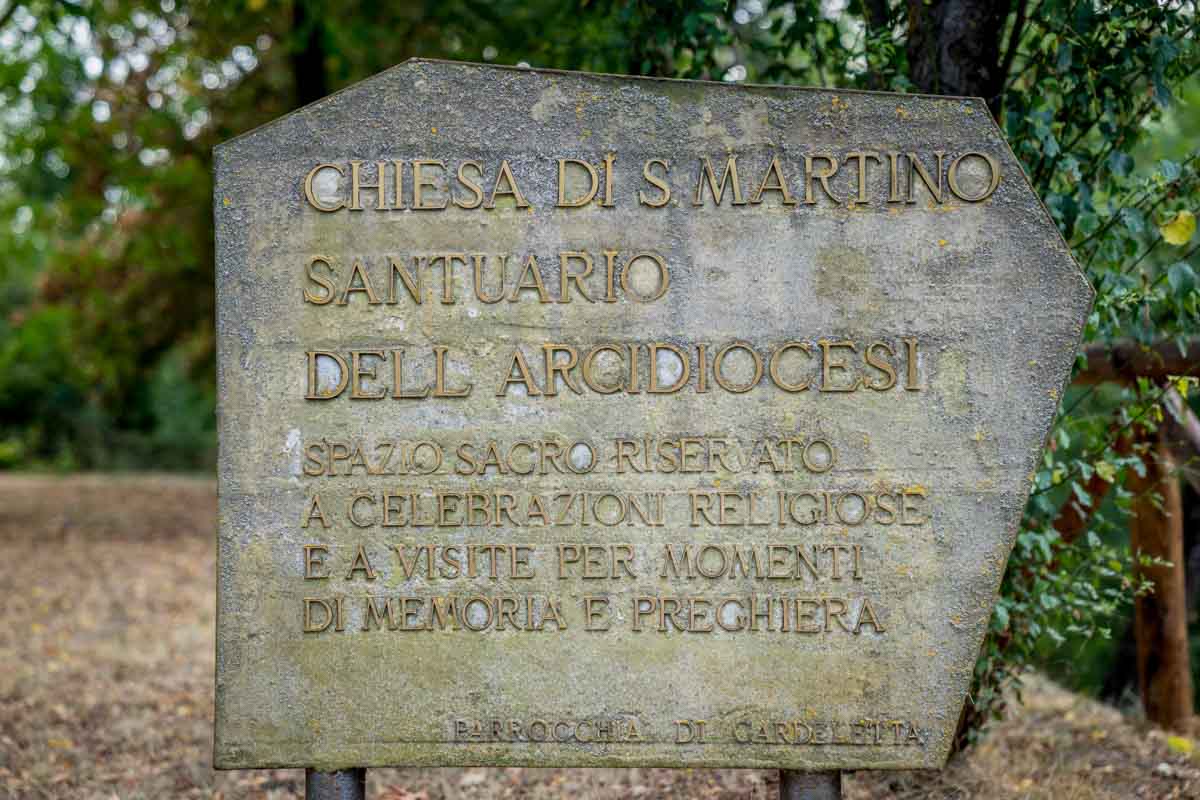 CHIESA DI S. MARTINO
SANTUARIO
DELL ARCIDIOCESI
SPAZIO SACRO RISERVATO
A CELEBRAZIONI RELIGIOSE
E A VISITE PER MOMENTI
DI MEMORIA E PREGHIERA
PARROCCHIA DI GARDELETTA